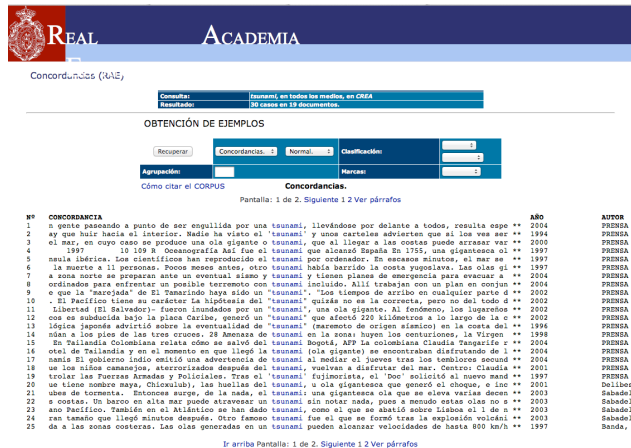 REAL ACADEMIA
Concordancias (RAE)
Consulta: tsunami, en todos los medios, en CREA
Resultado: 30 casos en 19 documentos.
OBTENCIÓN DE EJEMPLOS
Recuperar Concordancias. Normal. Clasificación:
Agrupación: Marcas:
Cómo citar el CORPUS Concordancias.
Pantalla: 1 de 2. Siguiente 1 2 Ver párrafos
Nº CONCORDANCIA AÑO AUTOR
1 n gente paseando a punto de ser engullida por una tsunami, llevándose por delante a todos, resulta espe ** 2004 PRENSA
2 ay que huir hacia el interior. Nadie ha visto el 'tsunami' y unos carteles advierten que si los ves ser ** 1994 PRENSA
3 el mar, en cuyo caso se produce una ola gigante o tsunami, que al llegar a las costas puede arrasar var ** 2000 PRENSA
4 1997 10 109 R Oceanografía Así fue el tsunami que alcanzó España En 1755, una gigantesca ol ** 1997 PRENSA
5 nsula ibérica. Los científicos han reproducido el tsunami por ordenador. En escasos minutos, el mar se ** 1997 PRENSA
6 la muerte a 11 personas. Pocos meses antes, otro tsunami había barrido la costa yugoslava. Las olas gi ** 1997 PRENSA
7 a zona norte se preparan ante un eventual sismo y tsunami y tienen planes de emergencia para evacuar a ** 2004 PRENSA
8 ordinados para enfrentar un posible terremoto con tsunami incluido. Allí trabajan con un plan en conjun ** 2004 PRENSA
9 o que la "marejada" de El Tamarindo haya sido un "tsunami". "Los tiempos de arribo en cualquier parte d ** 2002 PRENSA
10 . El Pacífico tiene su carácter La hipótesis del "tsunami" quizás no es la correcta, pero no del todo d ** 2002 PRENSA
11 Libertad (El Salvador)- fueron inundados por un "tsunami", una ola gigante. Al fenómeno, los lugareños ** 2002 PRENSA
12 cos es subducida bajo la placa Caribe, generó un "tsunami" que afectó 220 kilómetros a lo largo de la c ** 2002 PRENSA
13 lógica japonés advirtió sobre la eventualidad de "tsunami" (maremoto de origen sísmico) en la costa del ** 1996 PRENSA
14 núan a los pies de las tres cruces. 28 Amenaza de tsunami en la zona: huyen los centuriones, la Virgen ** 1998 PRENSA
15 En Tailandia Colombiana relata cómo se salvó del tsunami Bogotá, AFP La colombiana Claudia Tangarife r ** 2004 PRENSA
16 otel de Tailandia y en el momento en que llegó la tsunami (ola gigante) se encontraban disfrutando de l ** 2004 PRENSA
17 namis El gobierno indio emitió una advertencia de tsunami al mediar el jueves tras los temblores secund ** 2004 PRENSA
18 ue los niños camanejos, aterrorizados después del tsunami, vuelvan a disfrutar del mar. Centro: Claudia ** 2001 PRENSA
19 trolar las Fuerzas Armadas y Policiales. Tras el 'tsunami' fujimorista, el 'Doc' solicitó al nuevo mand ** 1997 PRENSA
20 ue tiene nombre maya, Chicxulub), las huellas del tsunami, u ola gigantesca que generó el choque, e inc ** 2001
21 ubes de tormenta. Entonces surge, de la nada, el tsunami: una gigantesca ola que se eleva varias decen ** 2003
22 s costas. Un barco en alta mar puede atravesar un tsunami sin notar nada, pues a menudo estas olas no s ** 2003
23 ano Pacífico. También en el Atlántico se han dado tsunami, como el que se abatió sobre Lisboa el 1 de n ** 2003
24 ran tamaño que llegó minutos después. Otro famoso tsunami fue el que se formó tras la explosión volcáni ** 2003
25 da a las zonas costeras. Las olas generadas en un tsunami pueden alcanzar velocidades de hasta 800 km/h ** 1997 Banda,
Ir arriba Pantalla: 1 de 2. Siguiente 1 2 Ver párrafos